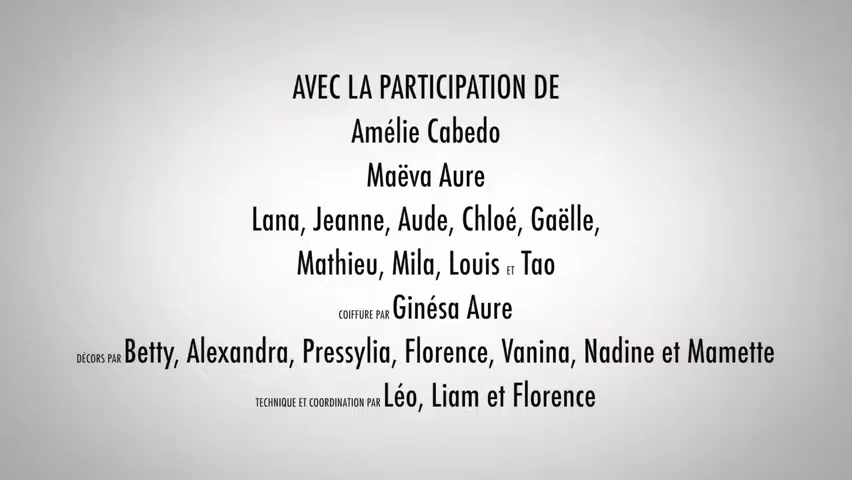 AVEC LA PARTICIPATION DE
Amélie Cabedo
Maëva Aure
Lana, Jeanne, Aude, Chloé, Gaëlle,
Mathieu, Mila, Louis ET Tao
COIFFURE PAR Ginésa Aure
DÉCORS PAR Betty, Alexandra, Pressylia, Florence, Vanina, Nadine et Mamette
TECHNIQUE ET COORDINATION PAR Léo, Liam et Florence